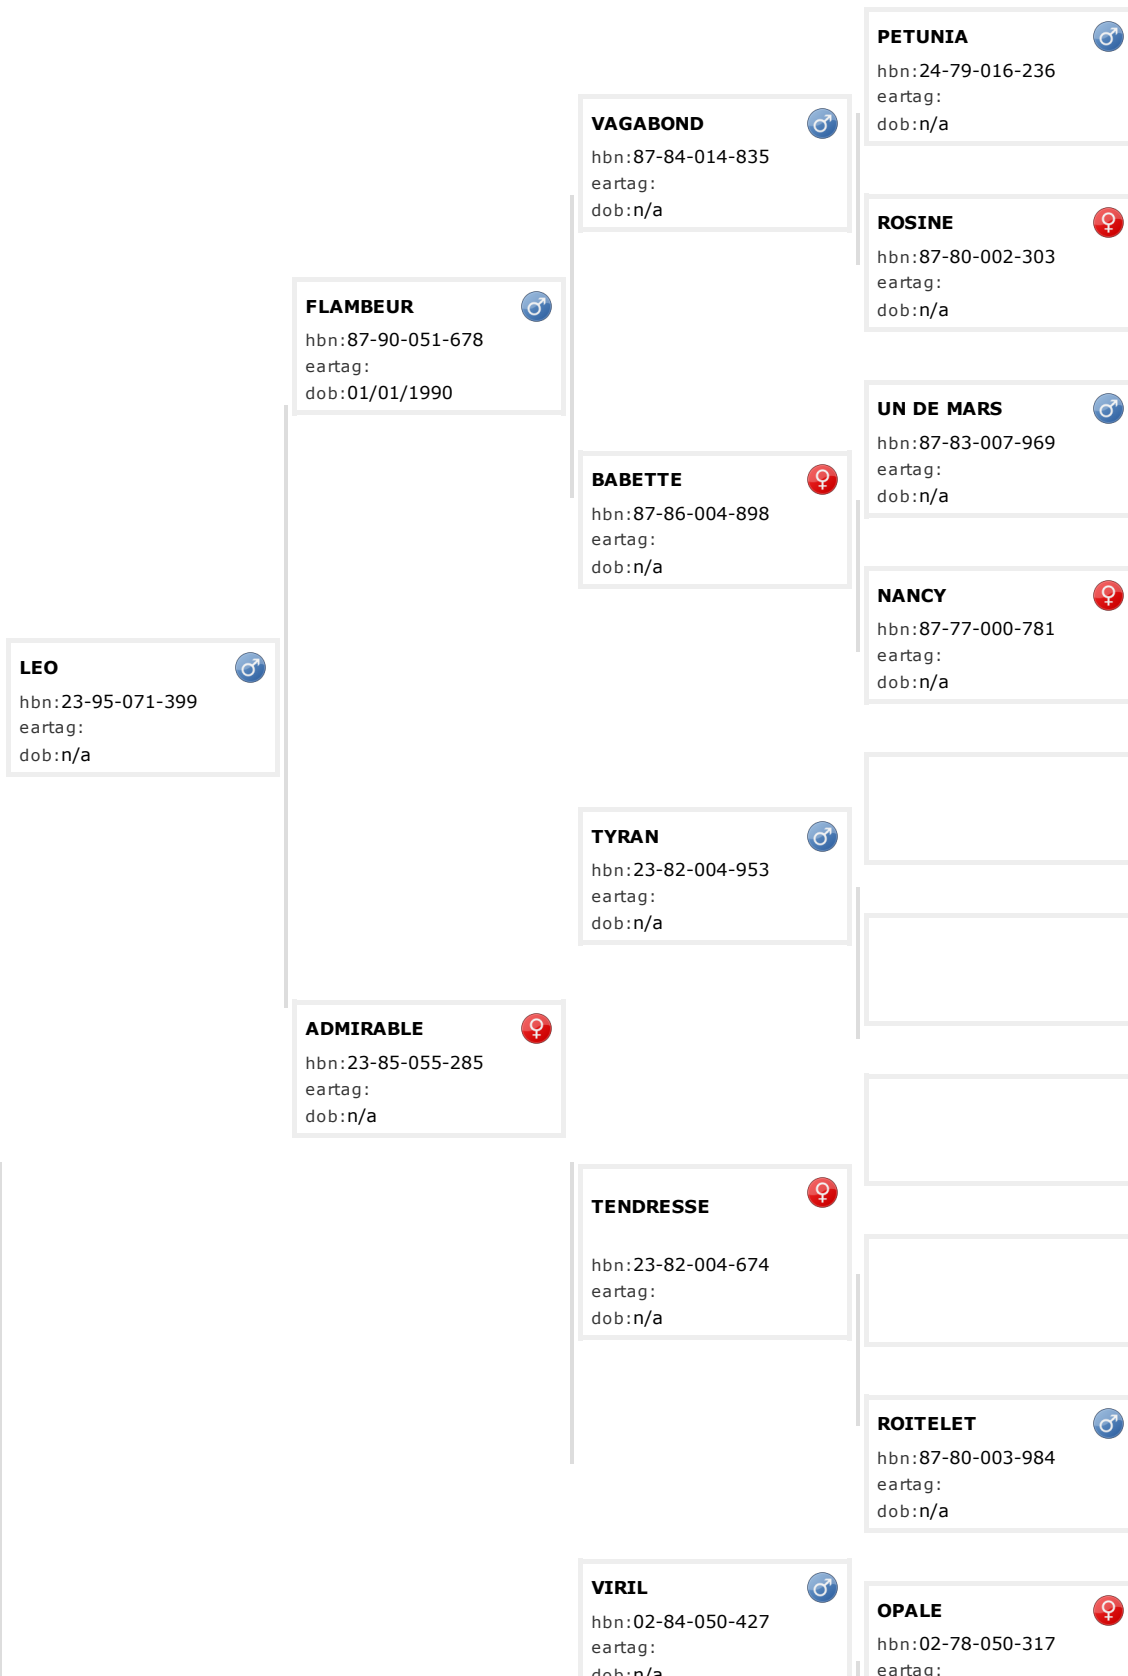 PETUNIA
hbn:24-79-016-236
eartag:
dob:n/a
VAGABOND
hbn:87-84-014-835
eartag:
dob:n/a
ROSINE
hbn:87-80-002-303
eartag:
dob:n/a
FLAMBEUR
hbn:87-90-051-678
eartag:
dob:01/01/1990
UN DE MARS
hbn:87-83-007-969
eartag:
dob:n/a
BABETTE
hbn:87-86-004-898
eartag:
dob:n/a
NANCY
hbn:87-77-000-781
eartag:
dob:n/a
LEO
hbn:23-95-071-399
eartag:
dob:n/a
TYRAN
hbn:23-82-004-953
eartag:
dob:n/a
ADMIRABLE
hbn:23-85-055-285
eartag:
dob:n/a
TENDRESSE
hbn:23-82-004-674
eartag:
dob:n/a
ROITELET
hbn:87-80-003-984
eartag:
dob:n/a
VIRIL
hbn:02-84-050-427
eartag:
dob:n/a
OPALE
hbn:02-78-050-317
eartag: